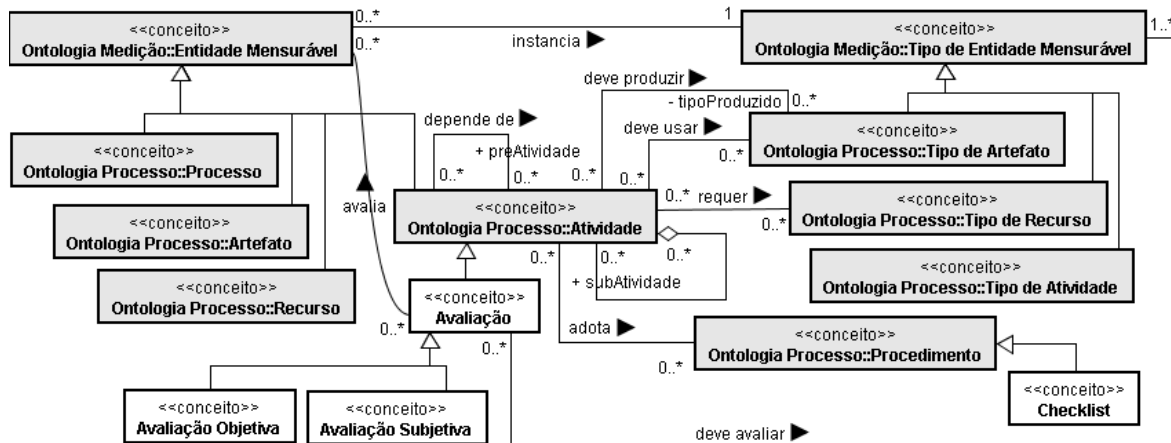 <<conceito>>
Ontologia Medição::Entidade Mensurável
0..*
0..*
instancia
1
<<conceito>>
Ontologia Medição::Tipo de Entidade Mensurável
1..*
deve produzir
- tipoProduzido
0..*
depende de
+ preAtividade
0..*
0..*
deve usar
0..*
0..*
0..*
<<conceito>>
Ontologia Processo::Tipo de Artefato
<<conceito>>
Ontologia Processo::Processo
avalia
<<conceito>>
Ontologia Processo::Atividade
0..*
requer
0..*
<<conceito>>
Ontologia Processo::Tipo de Recurso
<<conceito>>
Ontologia Processo::Artefato
0..*
0..*
0..*
+ subAtividade
<<conceito>>
Ontologia Processo::Tipo de Atividade
<<conceito>>
Ontologia Processo::Recurso
<<conceito>>
Avaliação
0..*
0..*
adota
0..*
<<conceito>>
Ontologia Processo::Procedimento
<<conceito>>
Avaliação Objetiva
<<conceito>>
Avaliação Subjetiva
<<conceito>>
Checklist
deve avaliar